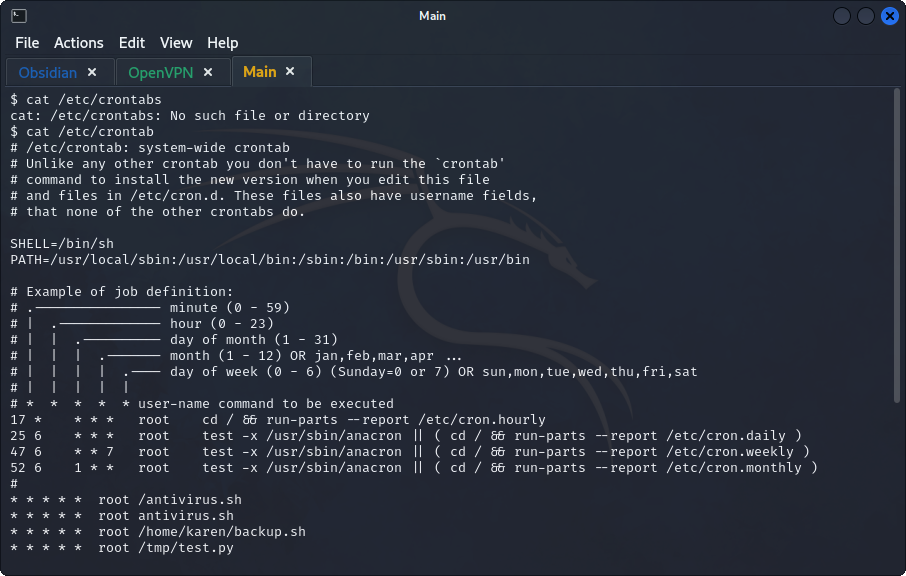 Main
File Actions Edit View Help
Obsidian × OpenVPN × Main ×
$ cat /etc/crontabs
cat: /etc/crontabs: No such file or directory
$ cat /etc/crontab
# /etc/crontab: system-wide crontab
# Unlike any other crontab you don't have to run the `crontab'
# command to install the new version when you edit this file
# and files in /etc/cron.d. These files also have username fields,
# that none of the other crontabs do.
SHELL=/bin/sh
PATH=/usr/local/sbin:/usr/local/bin:/sbin:/bin:/usr/sbin:/usr/bin
# Example of job definition:
# .---------------- minute (0 - 59)
# |  .------------- hour (0 - 23)
# |  |  .---------- day of month (1 - 31)
# |  |  |  .------- month (1 - 12) OR jan,feb,mar,apr ...
# |  |  |  |  .---- day of week (0 - 6) (Sunday=0 or 7) OR sun,mon,tue,wed,thu,fri,sat
# |  |  |  |  |
# *  *  *  *  * user-name command to be executed
17 *    * * *   root    cd / && run-parts --report /etc/cron.hourly
25 6    * * *   root    test -x /usr/sbin/anacron || ( cd / && run-parts --report /etc/cron.daily )
47 6    * * 7   root    test -x /usr/sbin/anacron || ( cd / && run-parts --report /etc/cron.weekly )
52 6    1 * *   root    test -x /usr/sbin/anacron || ( cd / && run-parts --report /etc/cron.monthly )
#
* * * * *  root /antivirus.sh
* * * * *  root antivirus.sh
* * * * *  root /home/karen/backup.sh
* * * * *  root /tmp/test.py